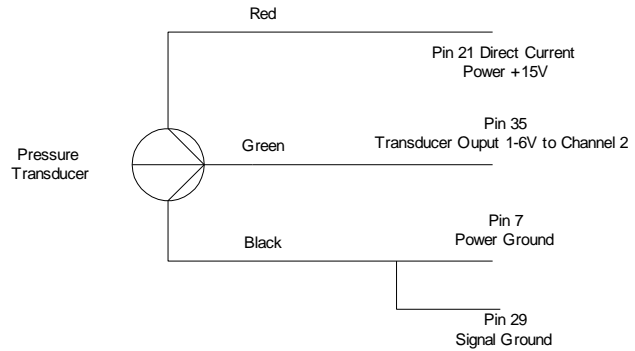 Red
Pin 21 Direct Current
Power +15V
Pin 35
Transducer Ouput 1-6V to Channel 2
Green
Pressure
Transducer
Pin 7
Power Ground
Black
Pin 29
Signal Ground